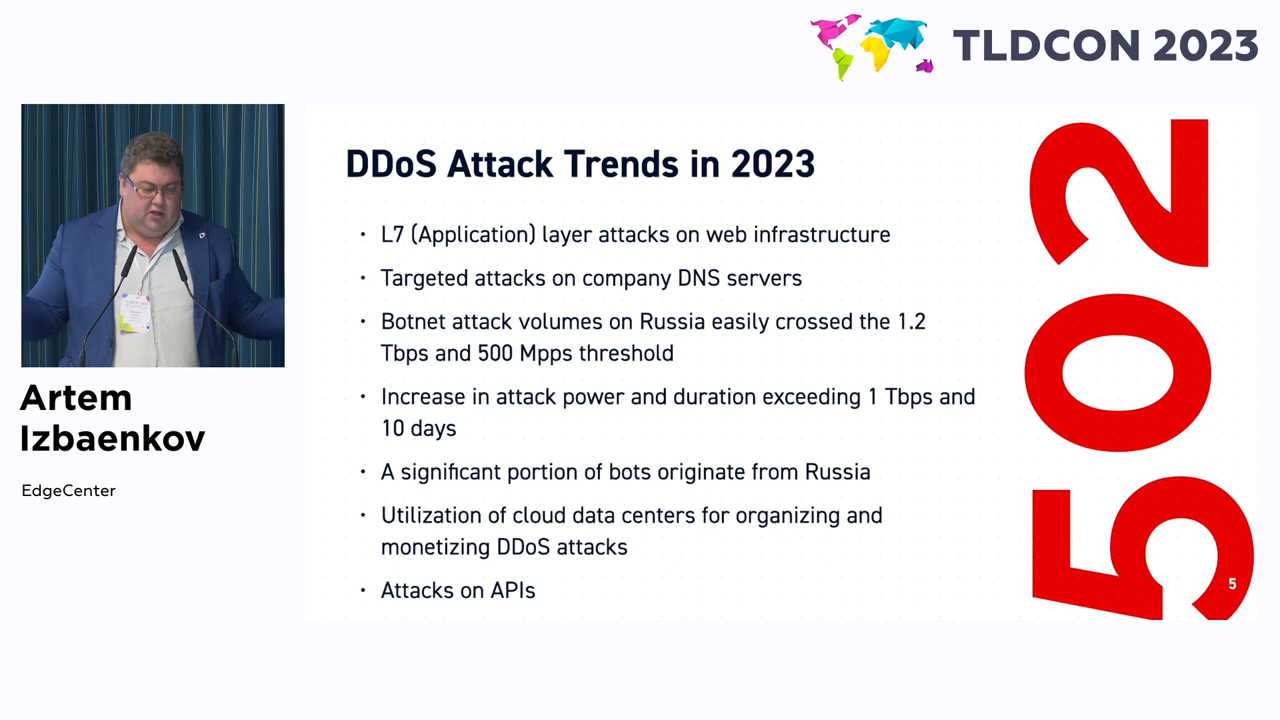 TLDCON 2023
DDoS Attack Trends in 2023
• L7 (Application) layer attacks on web infrastructure
• Targeted attacks on company DNS servers
• Botnet attack volumes on Russia easily crossed the 1.2
Tbps and 500 Mpps threshold
• Increase in attack power and duration exceeding 1 Tbps and
10 days
• A significant portion of bots originate from Russia
• Utilization of cloud data centers for organizing and
monetizing DDoS attacks
• Attacks on APIs
502
5
Artem
Izbaenkov
EdgeCenter